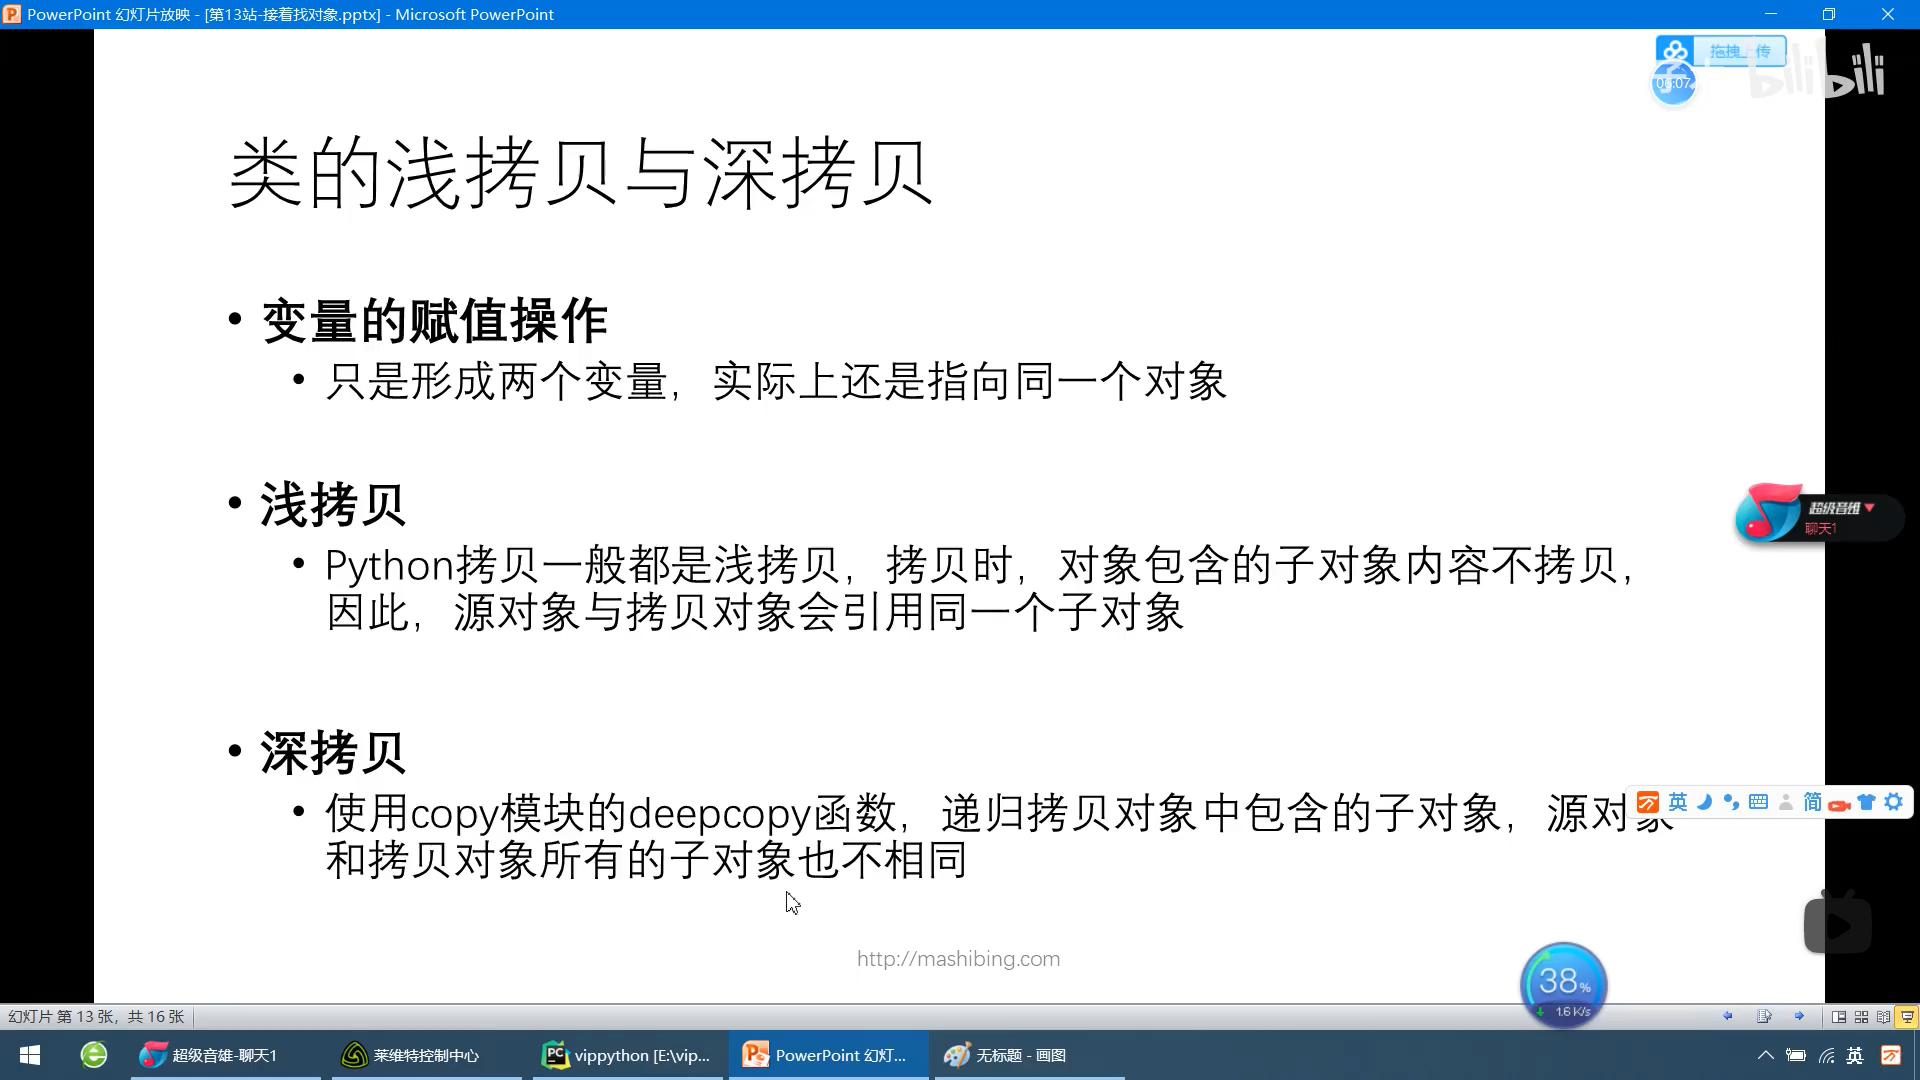 PowerPoint 幻灯片放映 - [第13站-接着找对象.pptx] - Microsoft PowerPoint
bilibili
06:07
类的浅拷贝与深拷贝
• 变量的赋值操作
• 只是形成两个变量，实际上还是指向同一个对象
• 浅拷贝
• Python拷贝一般都是浅拷贝，拷贝时，对象包含的子对象内容不拷贝，
因此，源对象与拷贝对象会引用同一个子对象
超级音雄
聊天1
• 深拷贝
• 使用copy模块的deepcopy函数，递归拷贝对象中包含的子对象，源对象
和拷贝对象所有的子对象也不相同
英
简
http://mashibing.com
38%
1.6 K/s
幻灯片 第 13 张，共 16 张
超级音雄-聊天1
莱维特控制中心
vippython [E:\vip...
PowerPoint 幻灯...
无标题 - 画图
英